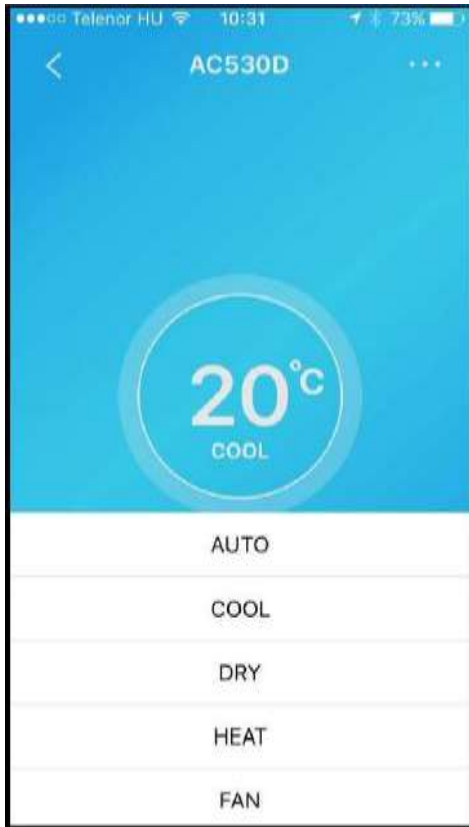 Telenor HU 10:31 73%
AC530D
20°C
COOL
AUTO
COOL
DRY
HEAT
FAN